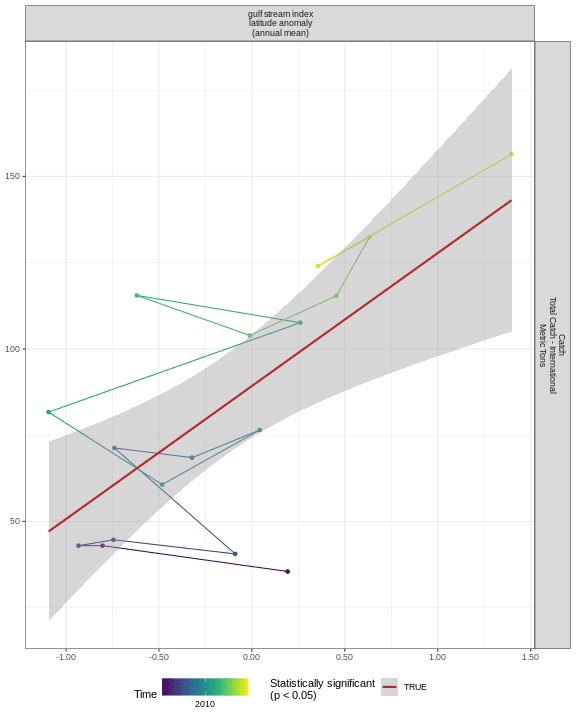 gulf stream index
latitude anomaly
(annual mean)
150
100
50
Catch
Total Catch - International
Metric Tons
-1.00
-0.50
0.00
0.50
1.00
1.50
Time
2010
Statistically significant
(p < 0.05)
TRUE